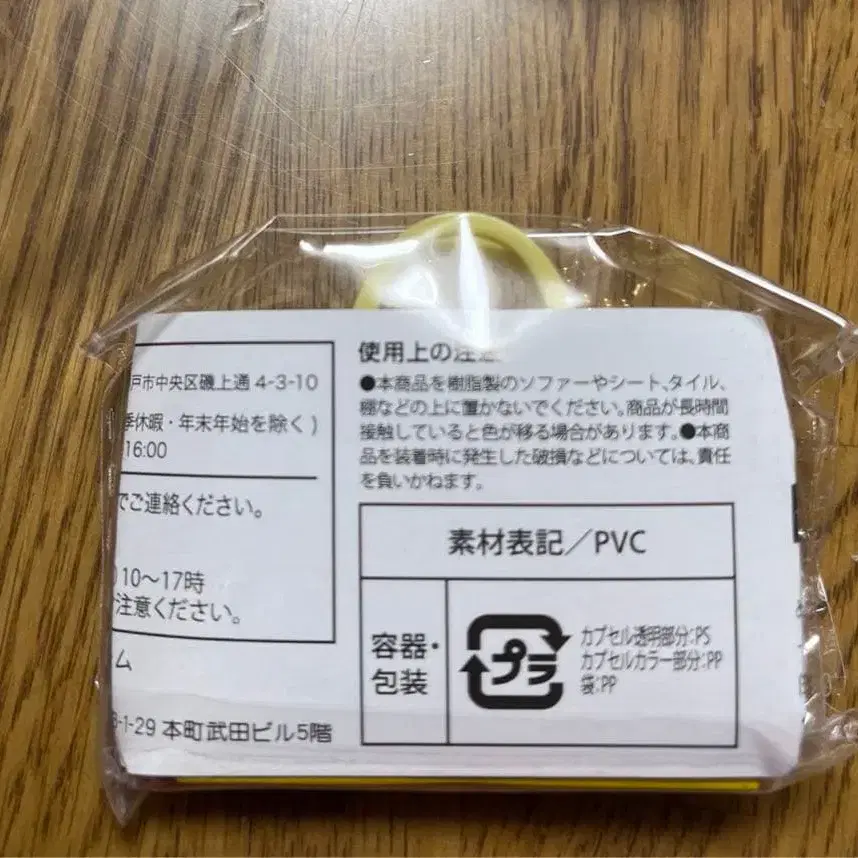 戸市中央区磯上通 4-3-10
季休暇・年末年始を除く)
16:00
でご連絡ください。
10～17時
注意ください。
ム
3-1-29 本町武田ビル5階
使用上の注意
●本商品を樹脂製のソファーやシート、タイル、
棚などの上に置かないでください。商品が長時間
接触していると色が移る場合があります。●本商
品を装着時に発生した破損などについては、責任
を負いかねます。
素材表記／PVC
容器・
包装
プラ
カプセル透明部分:PS
カプセルカラー部分:PP
袋:PP